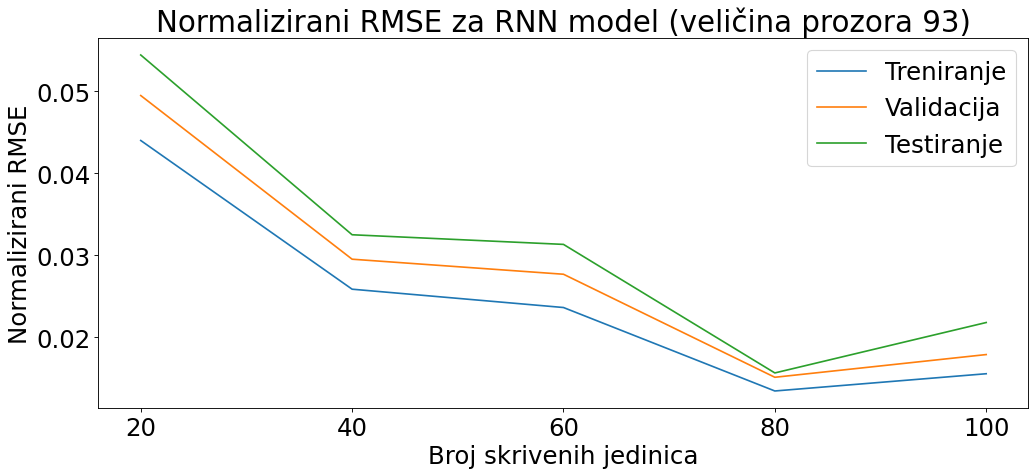 Normalizirani RMSE za RNN model (veličina prozora 93)
Normalizirani RMSE
0.05
0.04
0.03
0.02
Treniranje
Validacija
Testiranje
20 40 60 80 100
Broj skrivenih jedinica